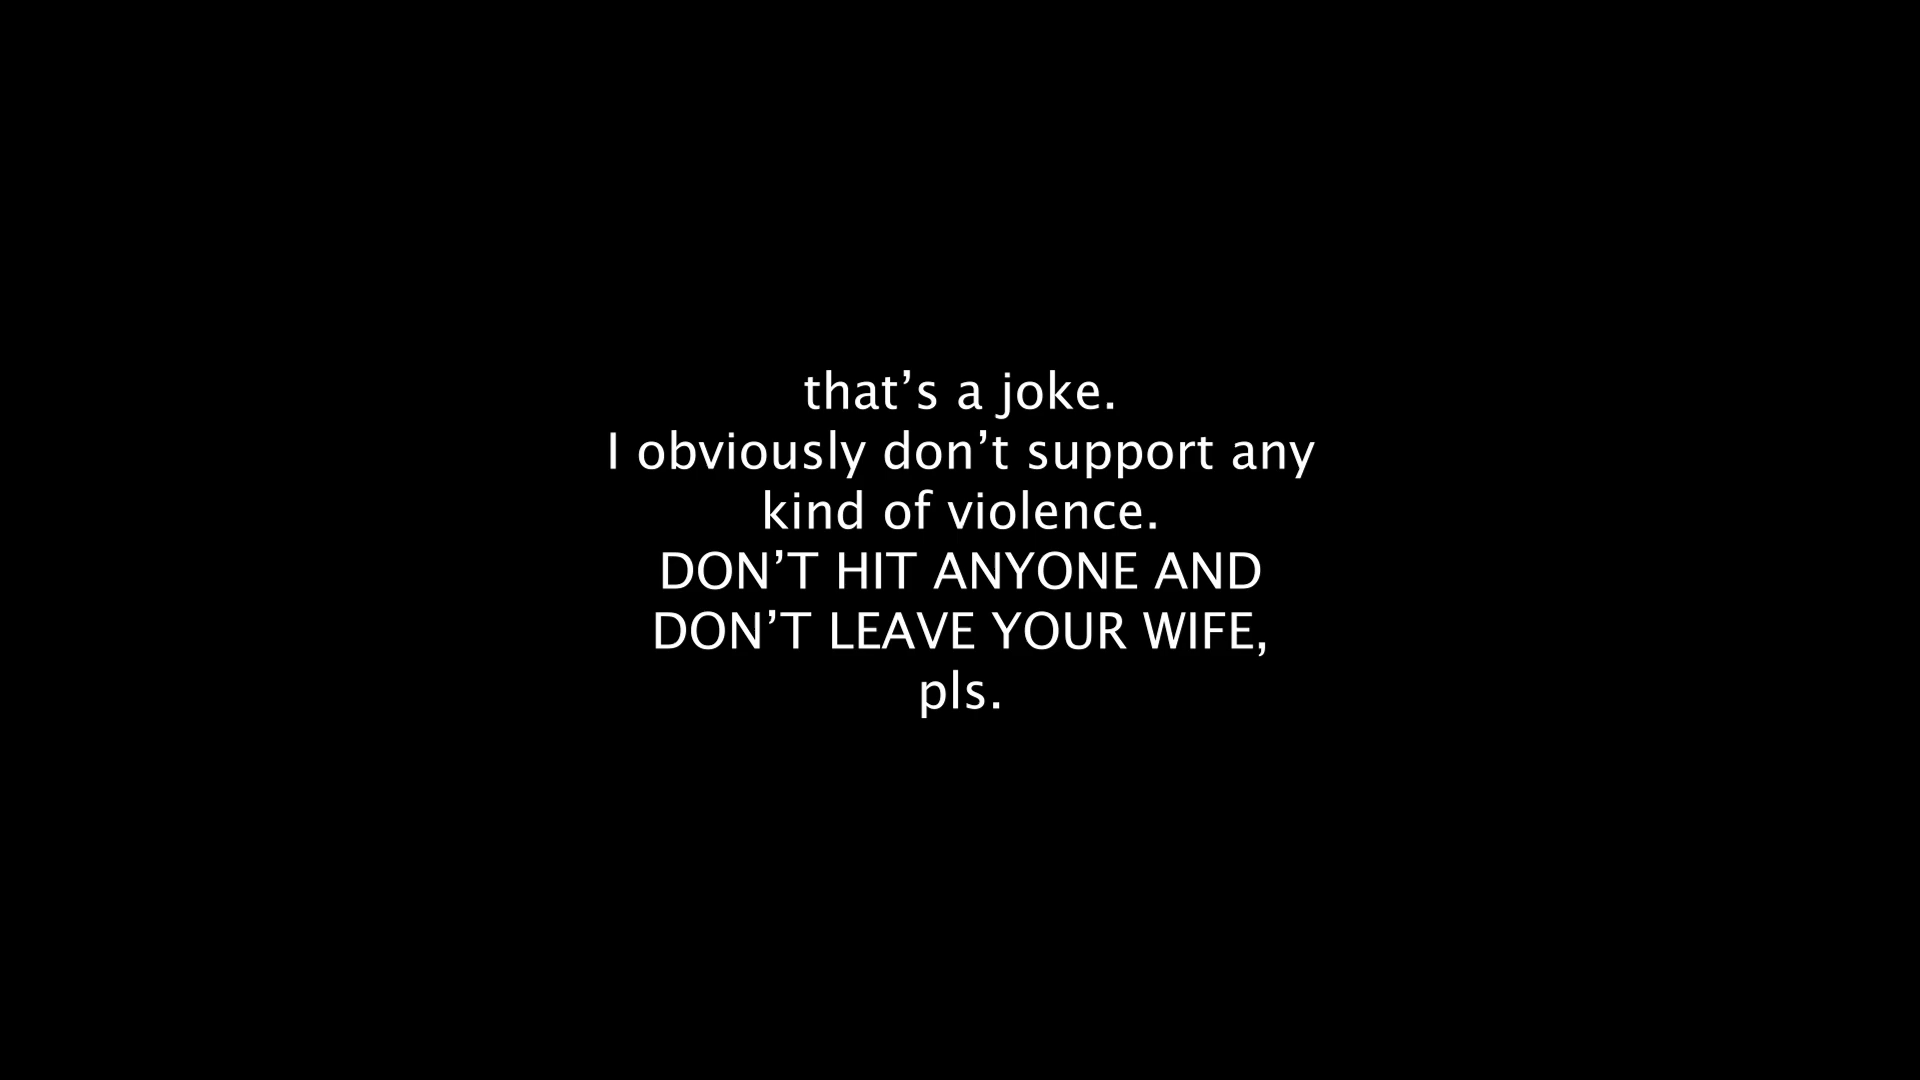 that’s a joke.
I obviously don’t support any
kind of violence.
DON’T HIT ANYONE AND
DON’T LEAVE YOUR WIFE,
pls.